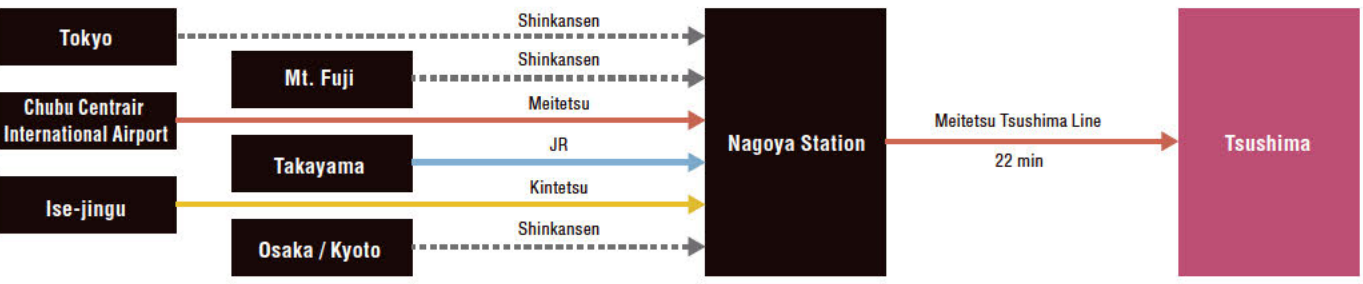 Tokyo
Shinkansen
Mt. Fuji
Shinkansen
Chubu Centrair
International Airport
Meitetsu
Takayama
JR
Ise-jingu
Kintetsu
Osaka / Kyoto
Shinkansen
Nagoya Station
Meitetsu Tsushima Line
22 min
Tsushima